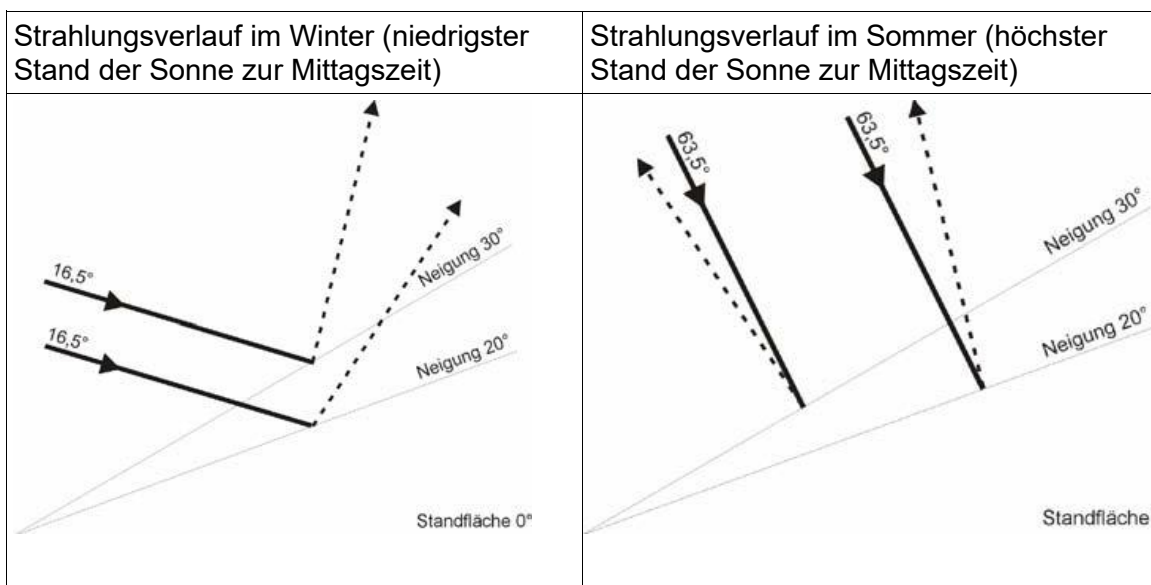 Strahlungsverlauf im Winter (niedrigster
Stand der Sonne zur Mittagszeit)
Strahlungsverlauf im Sommer (höchster
Stand der Sonne zur Mittagszeit)
16,5°
16,5°
Neigung 30°
Neigung 20°
Standfläche 0°
63,5°
63,5°
Neigung 30°
Neigung 20°
Standfläche